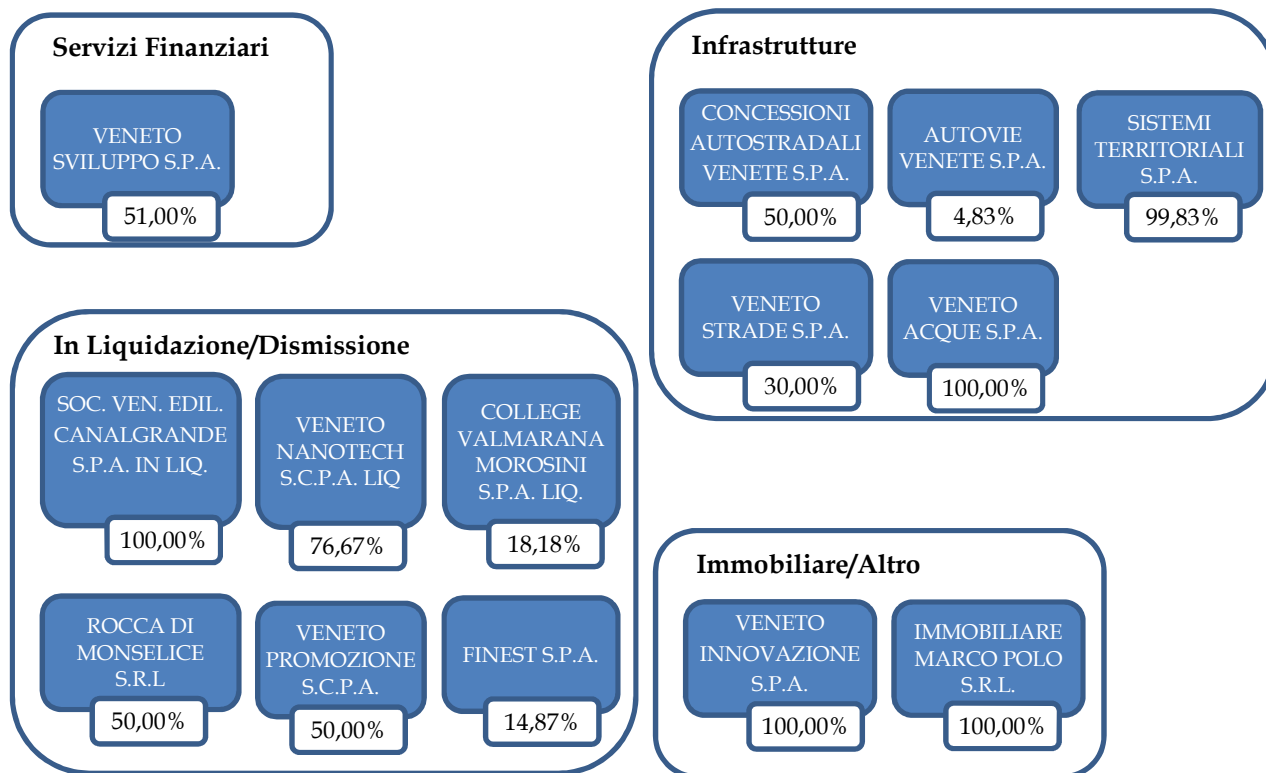 Servizi Finanziari
VENETO
SVILUPPO S.P.A.
51,00%
Infrastrutture
CONCESSIONI
AUTOSTRADALI
VENETE S.P.A.
50,00%
AUTOVIE
VENETE S.P.A.
4,83%
SISTEMI
TERRITORIALI
S.P.A.
99,83%
VENETO
STRADE S.P.A.
30,00%
VENETO
ACQUE S.P.A.
100,00%
In Liquidazione/Dismissione
SOC. VEN. EDIL.
CANALGRANDE
S.P.A. IN LIQ.
100,00%
VENETO
NANOTECH
S.C.P.A. LIQ
76,67%
COLLEGE
VALMARANA
MOROSINI
S.P.A. LIQ.
18,18%
ROCCA DI
MONSELICE
S.R.L
50,00%
VENETO
PROMOZIONE
S.C.P.A.
50,00%
FINEST S.P.A.
14,87%
Immobiliare/Altro
VENETO
INNOVAZIONE
S.P.A.
100,00%
IMMOBILIARE
MARCO POLO
S.R.L.
100,00%